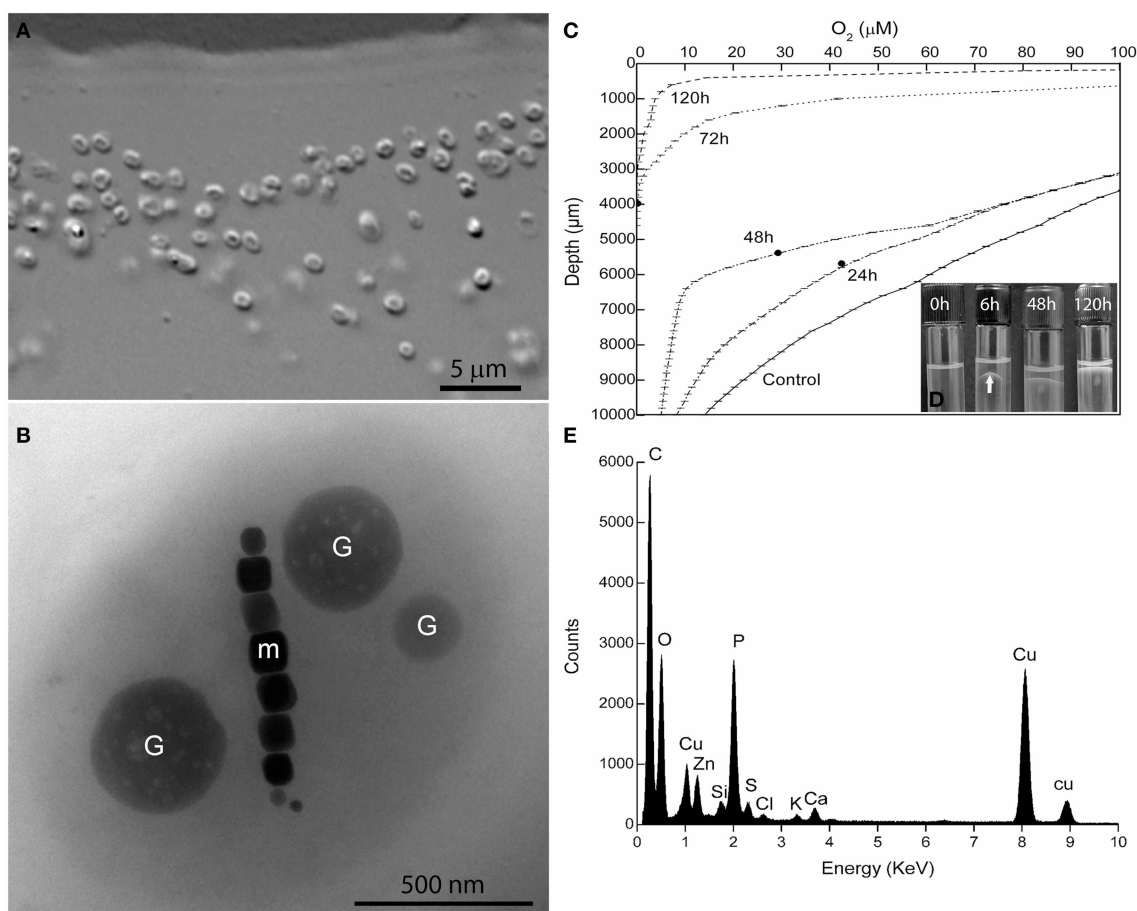 A
5 µm
B
G
G
m
G
500 nm
C
O2 (µM)
0 10 20 30 40 50 60 70 80 90 100
Depth (µm)
0
1000
2000
3000
4000
5000
6000
7000
8000
9000
10000
120h
72h
48h
24h
Control
0h 6h 48h 120h
D
E
Counts
6000
5000
4000
3000
2000
1000
0
C
O
Cu
Zn
Si
P
S
Cl
K
Ca
Cu
cu
0 1 2 3 4 5 6 7 8 9 10
Energy (KeV)